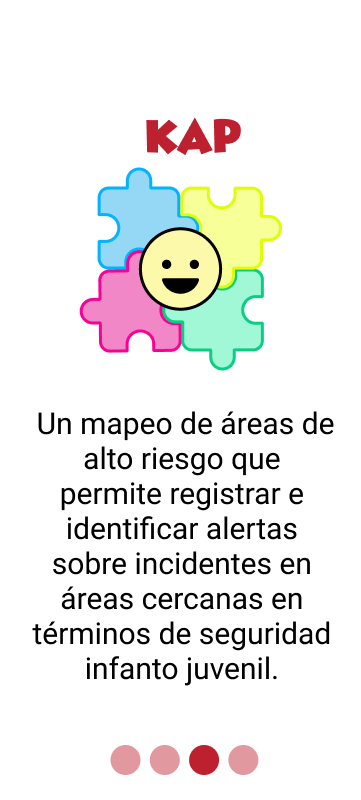 KAP
Un mapeo de áreas de
alto riesgo que
permite registrar e
identificar alertas
sobre incidentes en
áreas cercanas en
términos de seguridad
infanto juvenil.